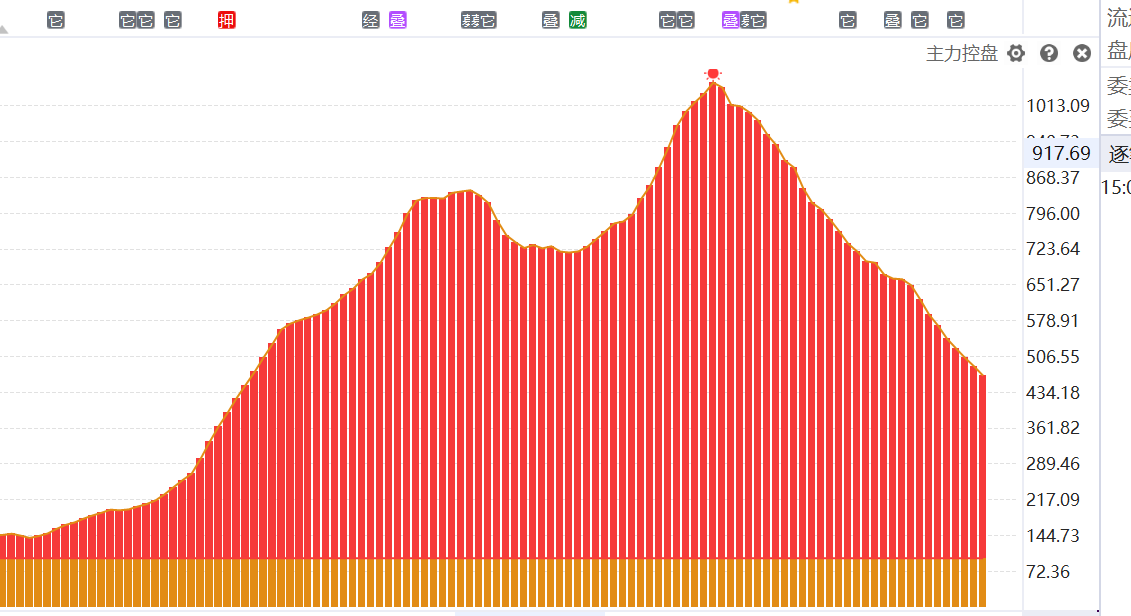 它 它 它 它 押 经 叠 叠 它 叠 减 它 它 叠 它 它 叠 它 它
主力控盘
1013.09
917.69
868.37
796.00
723.64
651.27
578.91
506.55
434.18
361.82
289.46
217.09
144.73
72.36
流
盘
委
委
逐
15:0